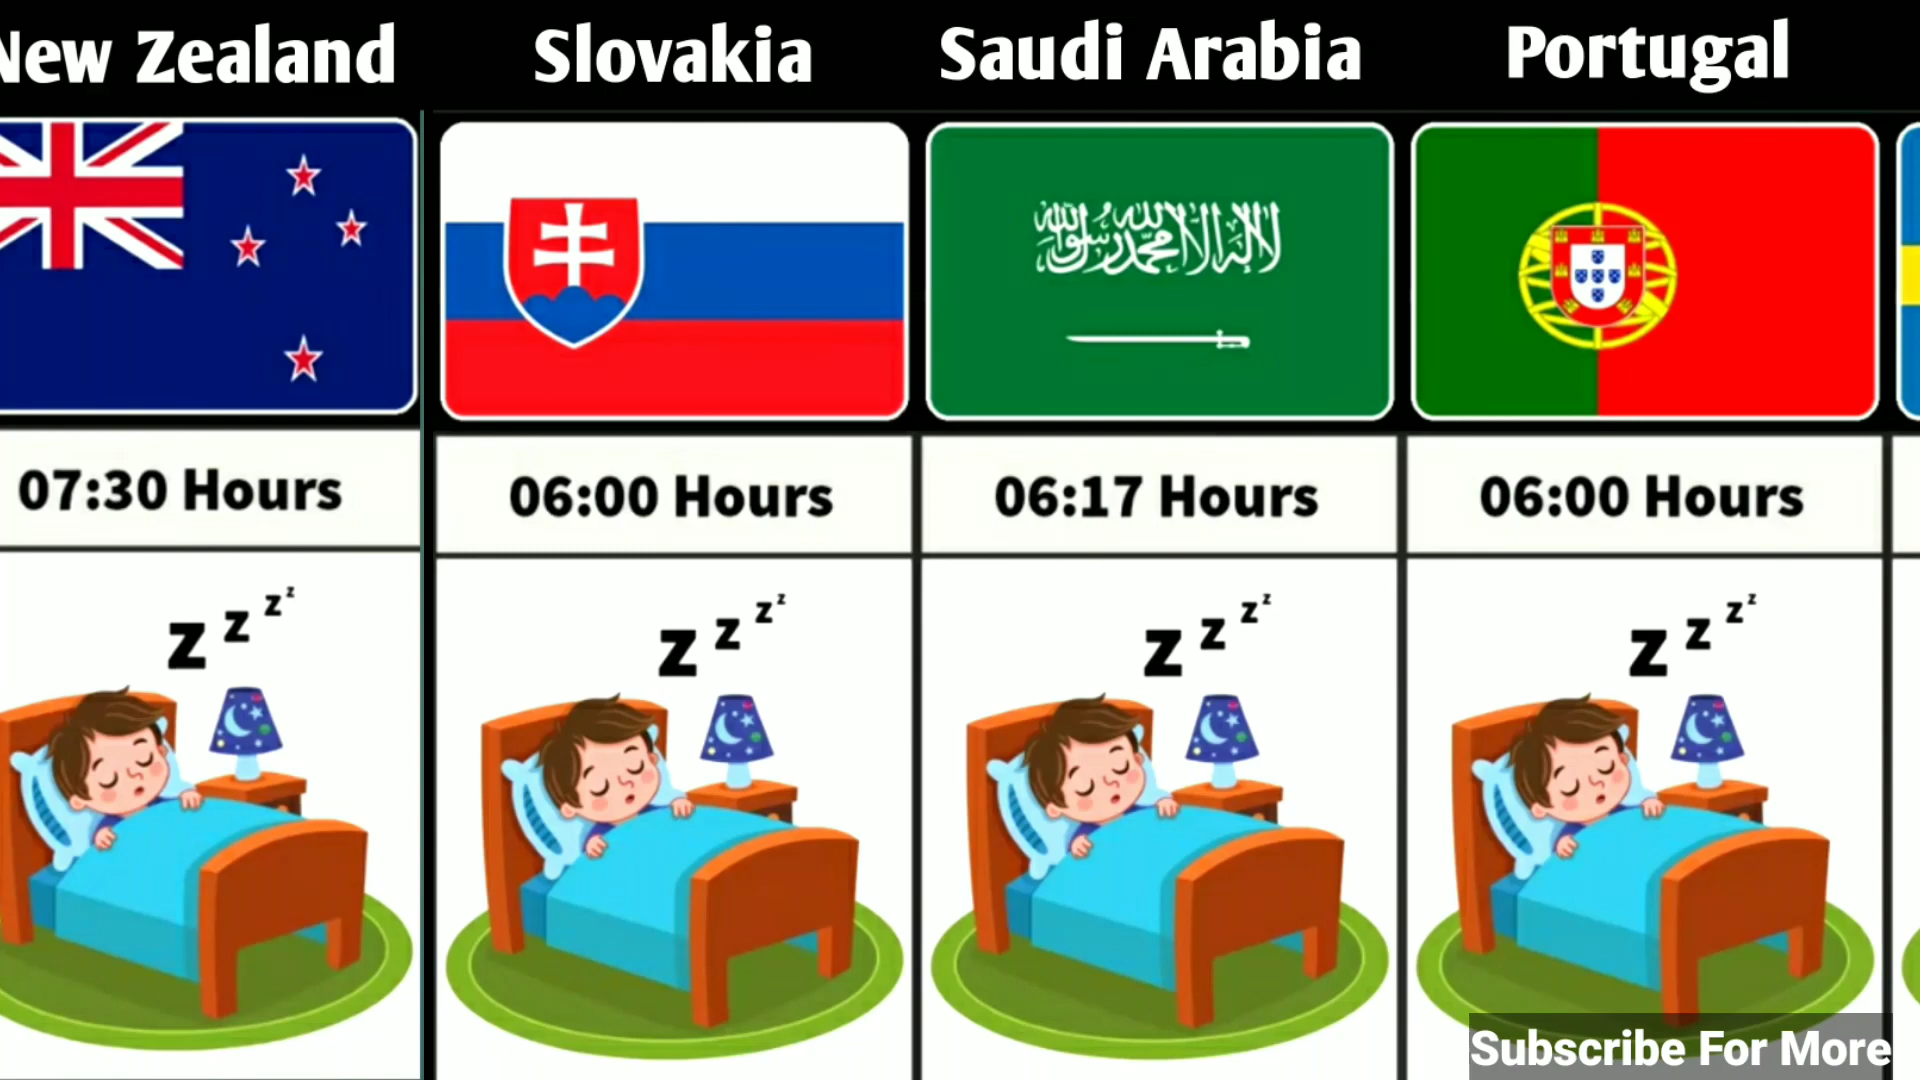 New Zealand
Slovakia
Saudi Arabia
Portugal
لا إله إلا الله محمد رسول الله
07:30 Hours
06:00 Hours
06:17 Hours
06:00 Hours
z z z z
z z z z
z z z z
z z z z
Subscribe For More